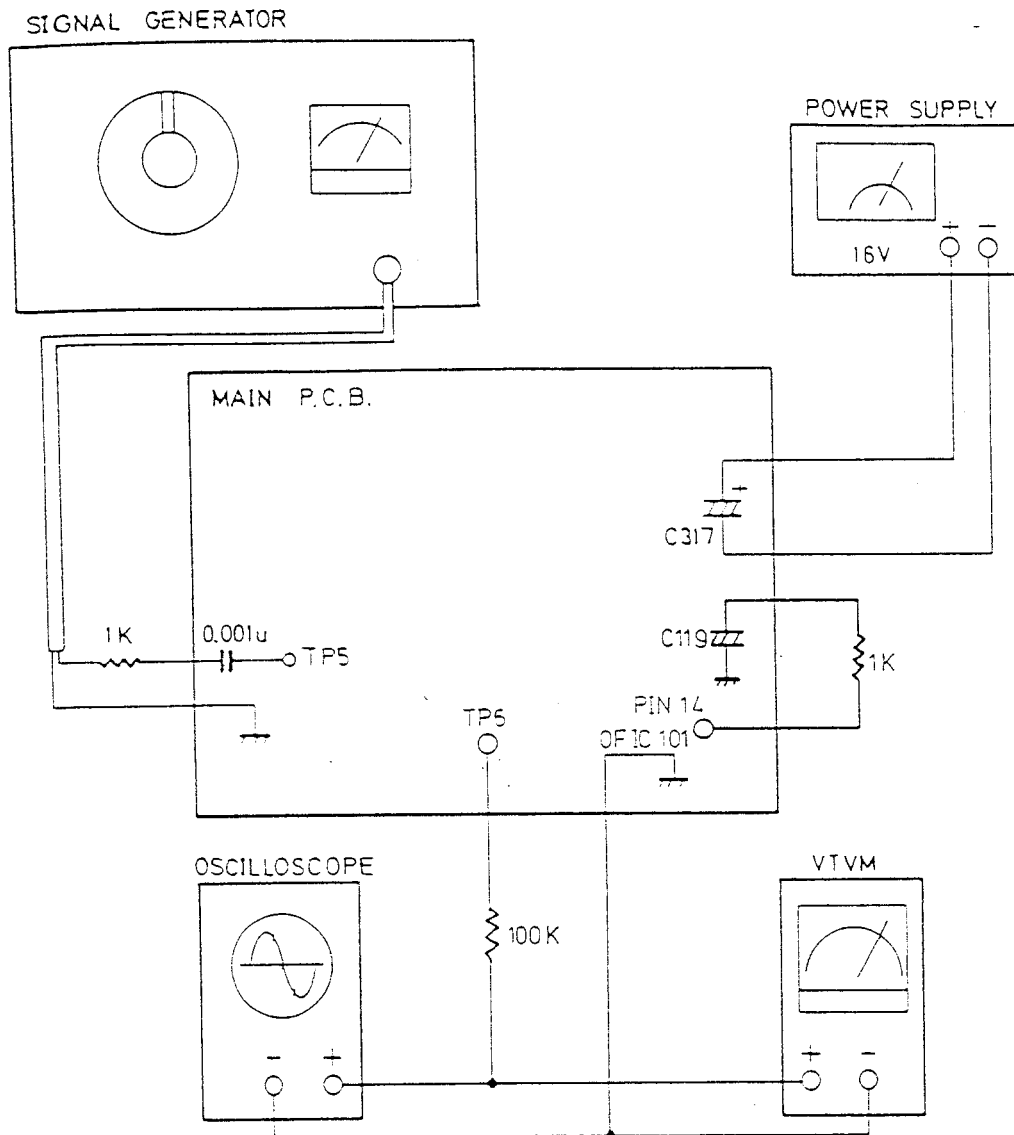 SIGNAL GENERATOR
POWER SUPPLY
+ -
16V
MAIN P.C.B.
+
C317
1K
0.001u
TP5
C119
1K
PIN 14
OF IC 101
TP6
OSCILLOSCOPE
VTVM
100K
- +
+ -